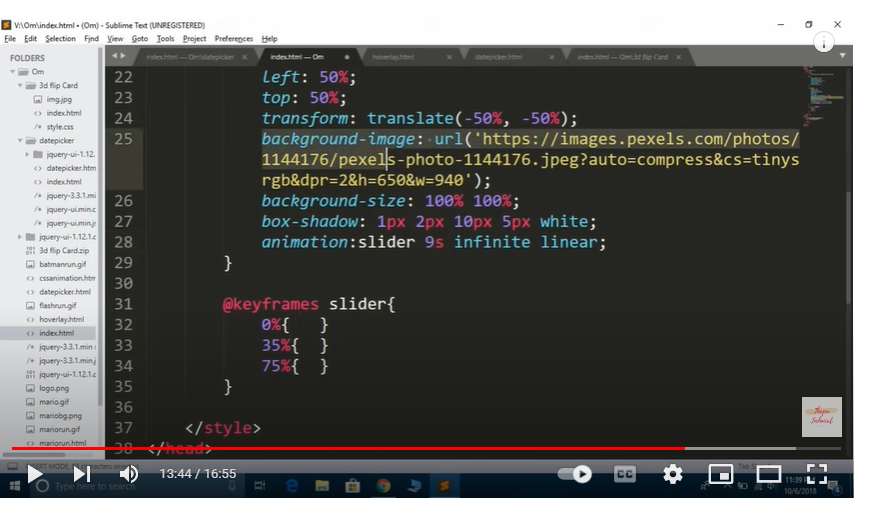 V:\Om\index.html • (Om) - Sublime Text (UNREGISTERED)
File Edit Selection Find View Goto Tools Project Preferences Help
FOLDERS
Om
3d flip Card
img.jpg
index.html
style.css
datepicker
jquery-ui-1.12.
datepicker.htm
index.html
jquery-3.3.1.mi
jquery-ui.min.c
jquery-ui.min.js
jquery-ui-1.12.1.c
3d flip Card.zip
batmanrun.gif
cssanimation.htm
datepicker.html
flashrun.gif
hoverlay.html
index.html
jquery-3.3.1.min
jquery-3.3.1.min.j
jquery-ui-1.12.1.c
logo.png
mario.gif
mariobg.png
mariorun.gif
mariorun.html
index.html — Om\datepicker
index.html — Om
hoverlay.html
datepicker.html
index.html — Om\3d flip Card
22 left: 50%;
23 top: 50%;
24 transform: translate(-50%, -50%);
25 background-image: url('https://images.pexels.com/photos/
1144176/pexels-photo-1144176.jpeg?auto=compress&cs=tinys
rgb&dpr=2&h=650&w=940');
26 background-size: 100% 100%;
27 box-shadow: 1px 2px 10px 5px white;
28 animation:slider 9s infinite linear;
29 }
30
31 @keyframes slider{
32 0%{ }
33 35%{ }
34 75%{ }
35 }
36
37 </style>
38 </head>
13:44 / 16:55
CC
Type here to search
11:39
10/6/2018